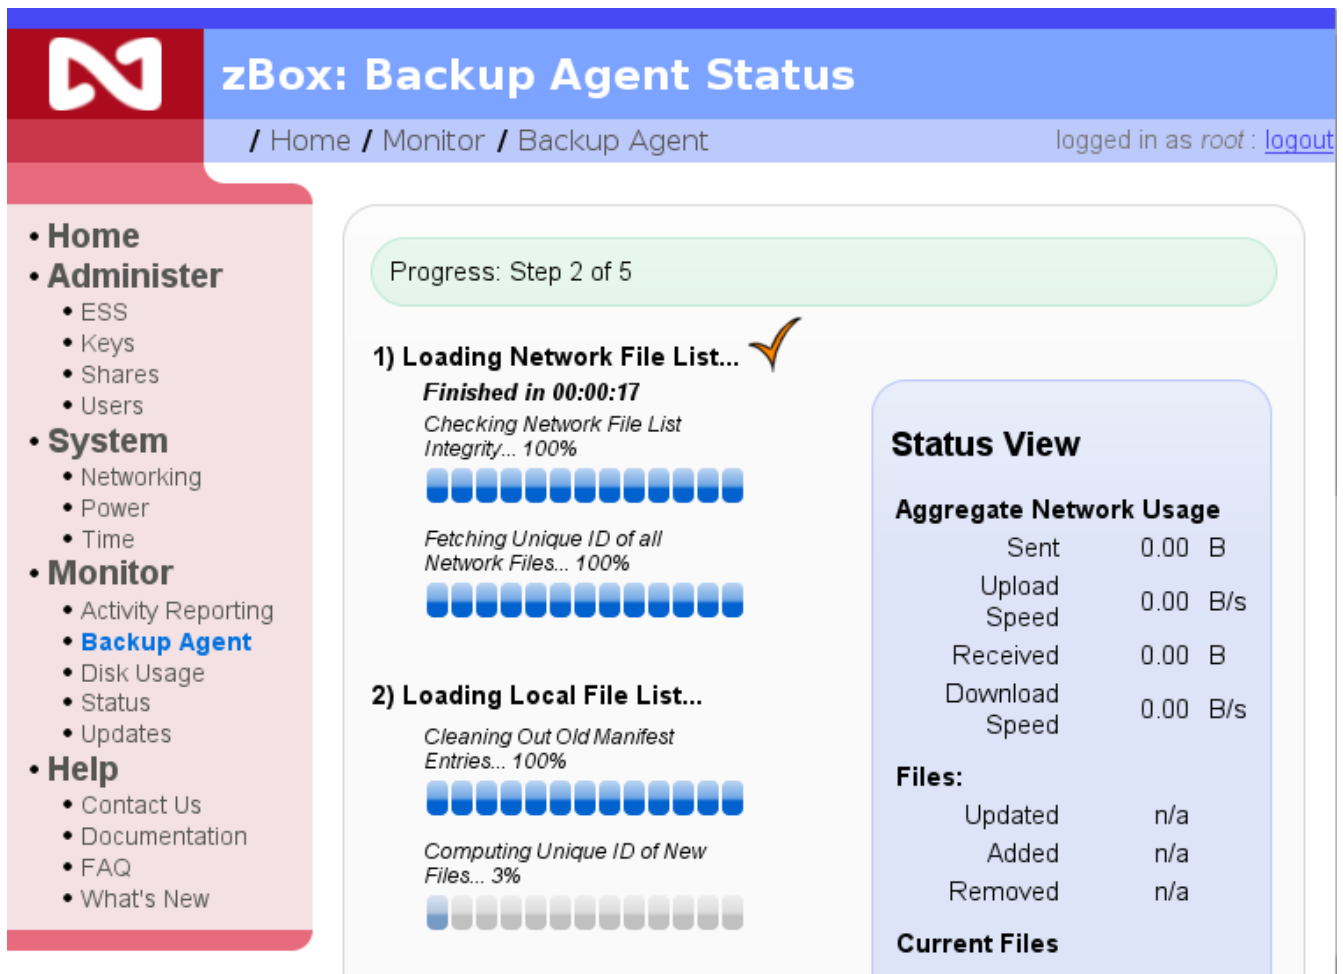 zBox: Backup Agent Status
/ Home / Monitor / Backup Agent
logged in as root : logout
• Home
• Administer
• ESS
• Keys
• Shares
• Users
• System
• Networking
• Power
• Time
• Monitor
• Activity Reporting
• Backup Agent
• Disk Usage
• Status
• Updates
• Help
• Contact Us
• Documentation
• FAQ
• What's New
Progress: Step 2 of 5
1) Loading Network File List...
Finished in 00:00:17
Checking Network File List
Integrity... 100%
Fetching Unique ID of all
Network Files... 100%
2) Loading Local File List...
Cleaning Out Old Manifest
Entries... 100%
Computing Unique ID of New
Files... 3%
Status View
Aggregate Network Usage
Sent 0.00 B
Upload
Speed 0.00 B/s
Received 0.00 B
Download
Speed 0.00 B/s
Files:
Updated n/a
Added n/a
Removed n/a
Current Files